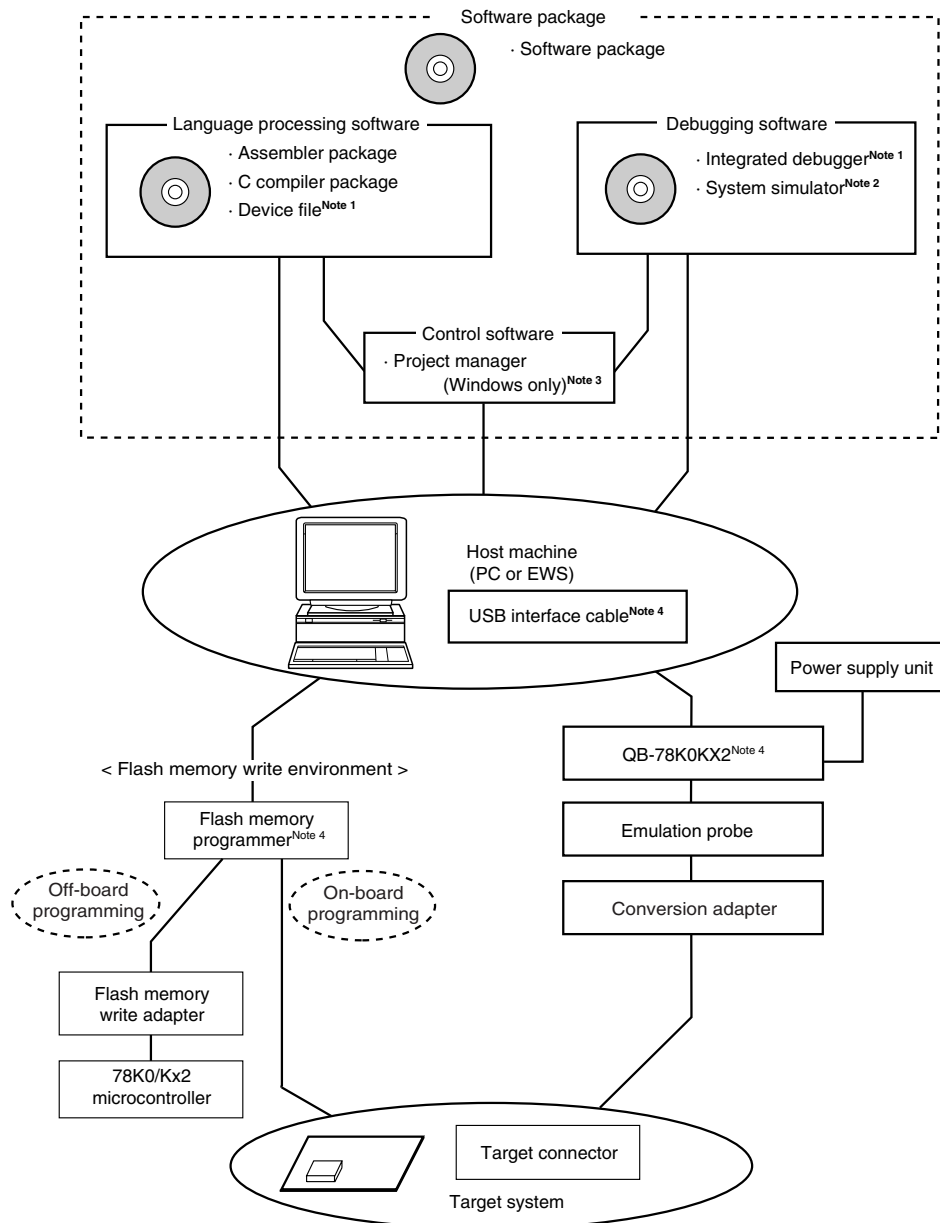 Software package
· Software package
Language processing software
· Assembler package
· C compiler package
· Device fileNote 1
Debugging software
· Integrated debuggerNote 1
· System simulatorNote 2
Control software
· Project manager
(Windows only)Note 3
Host machine
(PC or EWS)
USB interface cableNote 4
Power supply unit
QB-78K0KX2Note 4
< Flash memory write environment >
Flash memory
programmerNote 4
Emulation probe
Off-board
programming
On-board
programming
Conversion adapter
Flash memory
write adapter
78K0/Kx2
microcontroller
Target connector
Target system